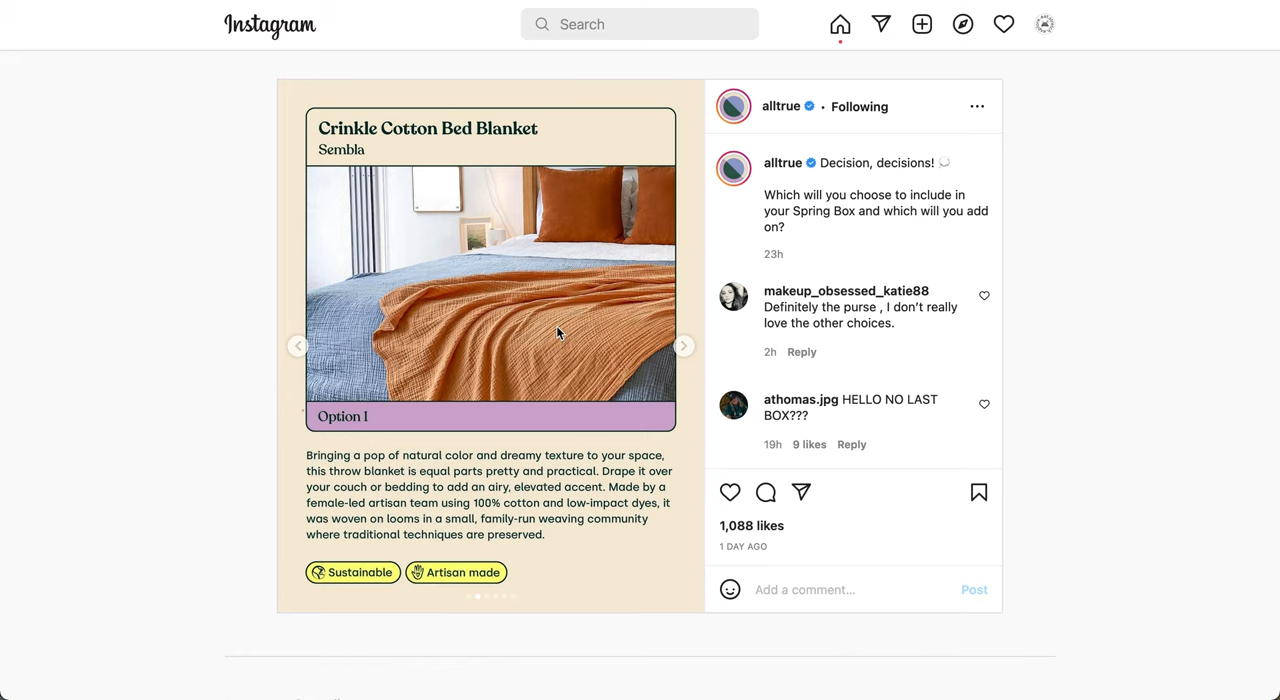 Instagram
Search
Crinkle Cotton Bed Blanket
Sembla
Option 1
Bringing a pop of natural color and dreamy texture to your space,
this throw blanket is equal parts pretty and practical. Drape it over
your couch or bedding to add an airy, elevated accent. Made by a
female-led artisan team using 100% cotton and low-impact dyes, it
was woven on looms in a small, family-run weaving community
where traditional techniques are preserved.
Sustainable
Artisan made
alltrue • Following
alltrue Decision, decisions! 💭
Which will you choose to include in
your Spring Box and which will you add
on?
23h
makeup_obsessed_katie88
Definitely the purse , I don’t really
love the other choices.
2h Reply
athomas.jpg HELLO NO LAST
BOX???
19h 9 likes Reply
1,088 likes
1 DAY AGO
Add a comment...
Post